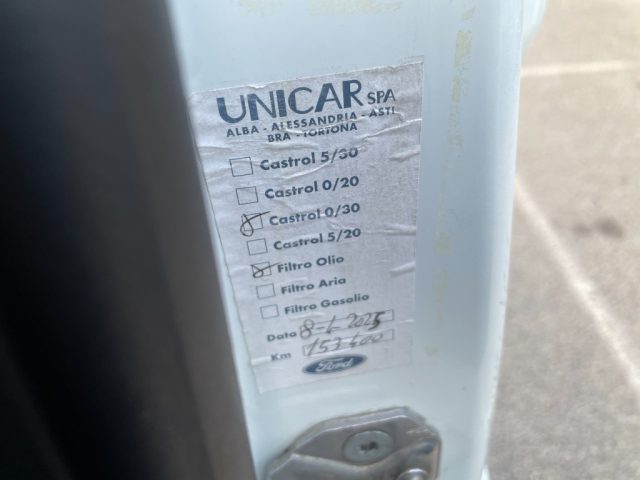 UNICAR SPA
ALBA - ALESSANDRIA - ASTI
BRA - TORTONA
Castrol 5/30
Castrol 0/20
Castrol 0/30
Castrol 5/20
Filtro Olio
Filtro Aria
Filtro Gasolio
Data 8-1-2025
Km 153400
Ford